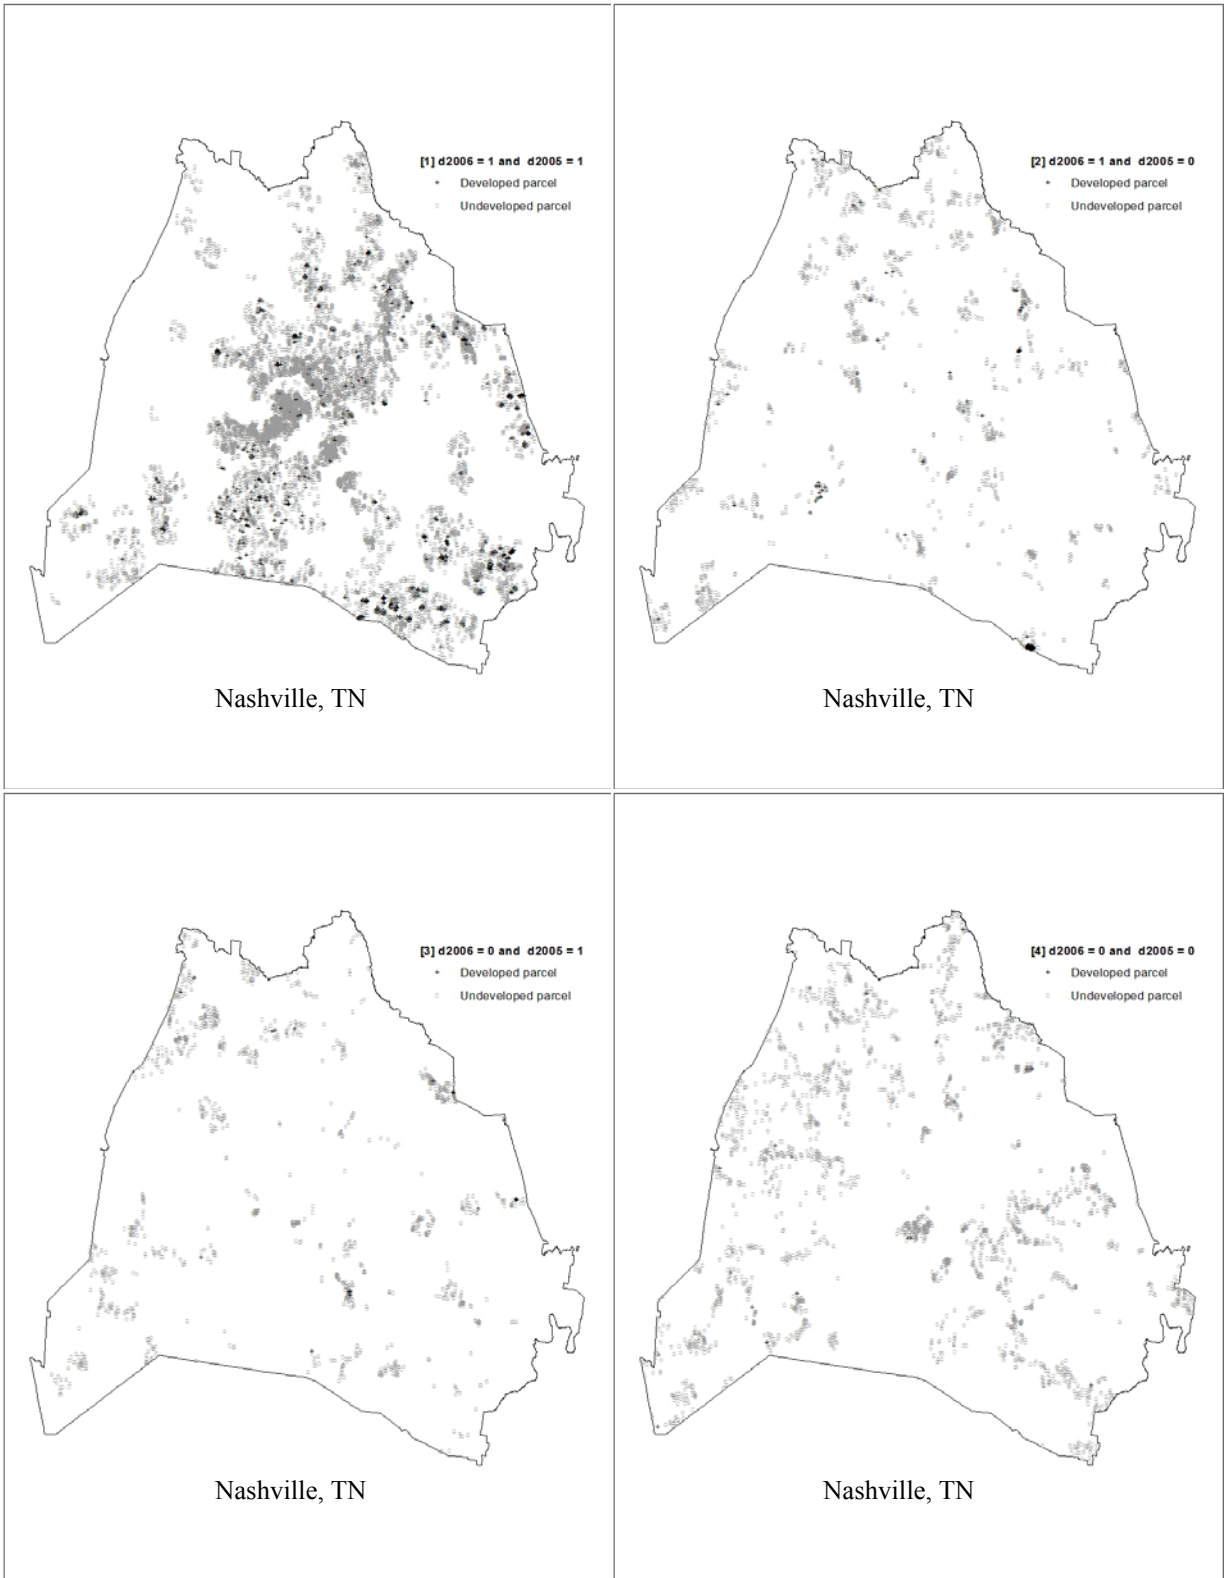 [1] d2006 = 1 and d2005 = 1
Developed parcel
Undeveloped parcel
Nashville, TN
[2] d2006 = 1 and d2005 = 0
Developed parcel
Undeveloped parcel
Nashville, TN
[3] d2006 = 0 and d2005 = 1
Developed parcel
Undeveloped parcel
Nashville, TN
[4] d2006 = 0 and d2005 = 0
Developed parcel
Undeveloped parcel
Nashville, TN